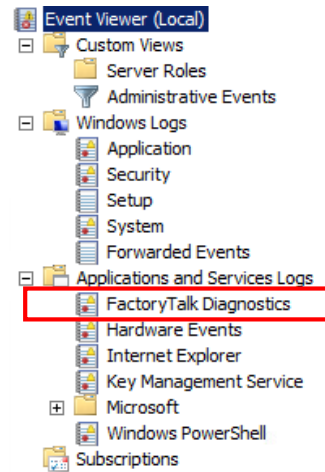 Event Viewer (Local)
Custom Views
Server Roles
Administrative Events
Windows Logs
Application
Security
Setup
System
Forwarded Events
Applications and Services Logs
FactoryTalk Diagnostics
Hardware Events
Internet Explorer
Key Management Service
Microsoft
Windows PowerShell
Subscriptions